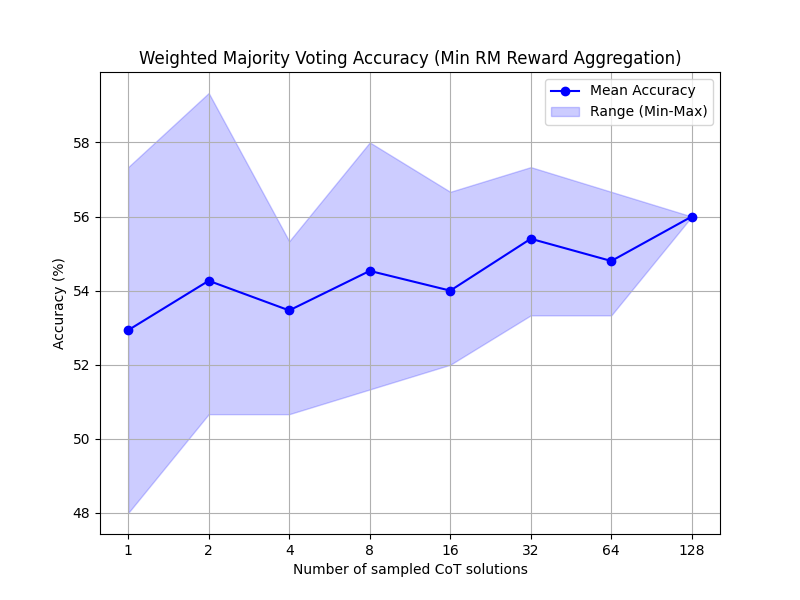 Weighted Majority Voting Accuracy (Min RM Reward Aggregation)
Mean Accuracy
Range (Min-Max)
58
56
54
52
50
48
Accuracy (%)
1 2 4 8 16 32 64 128
Number of sampled CoT solutions